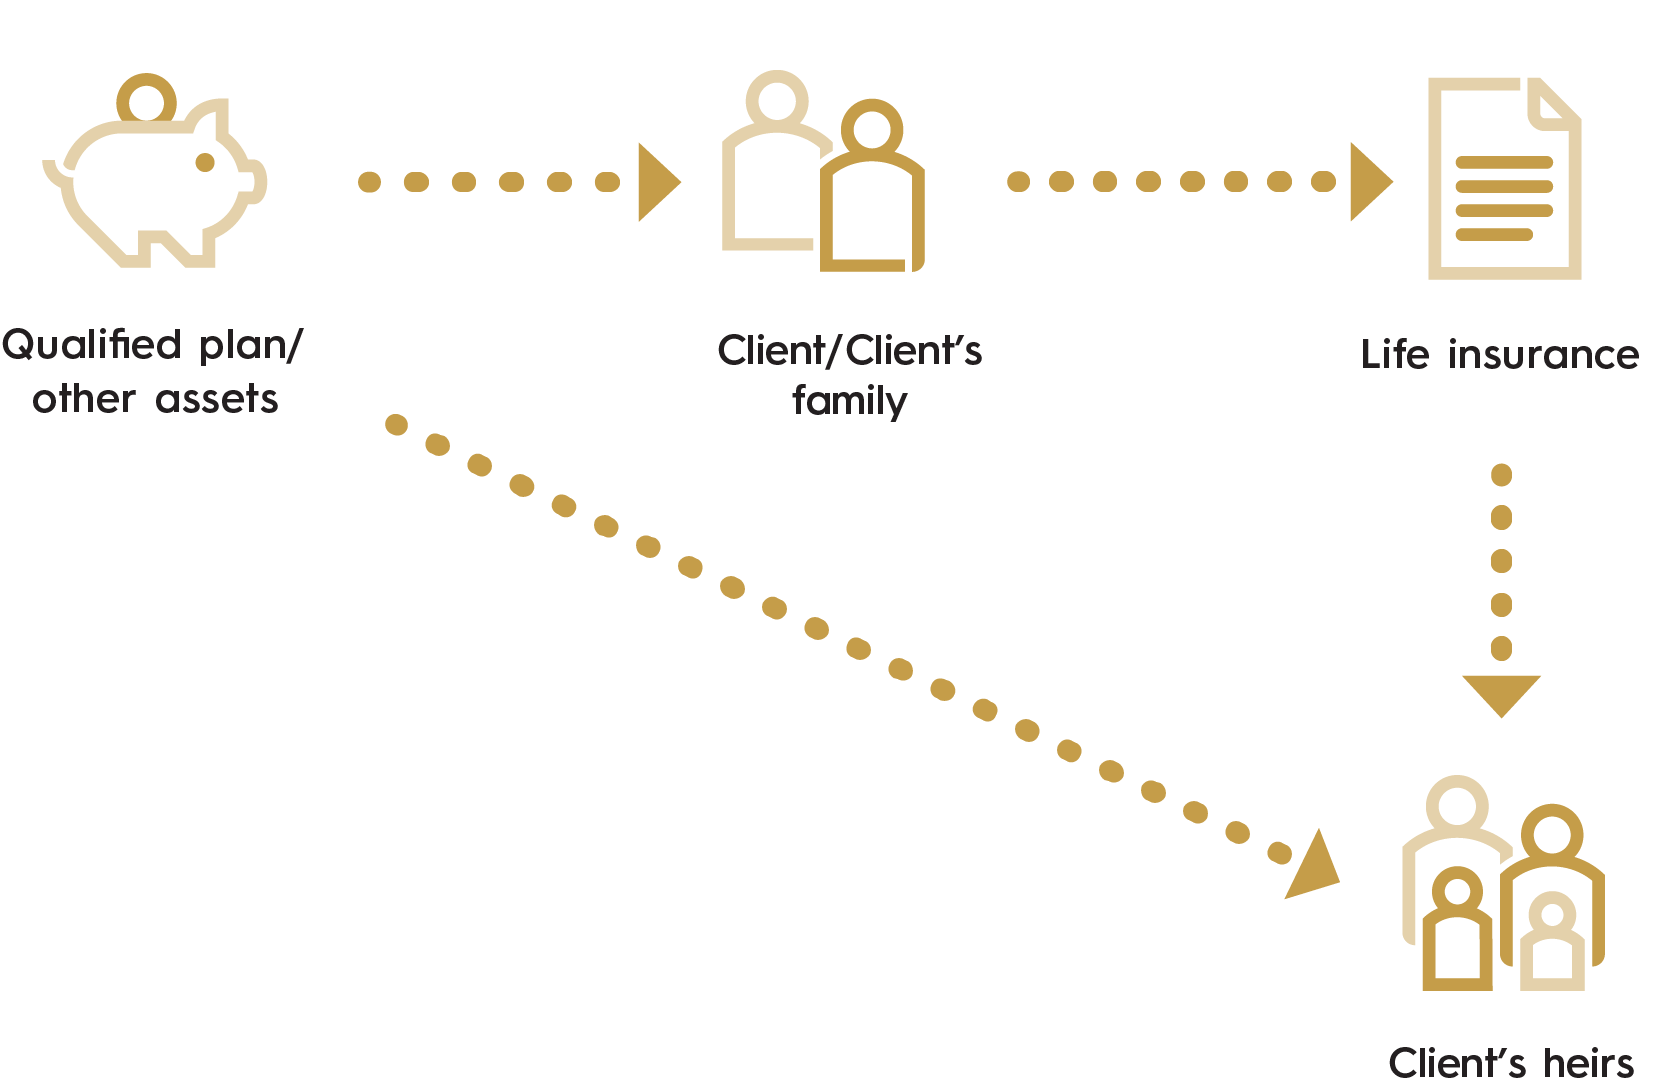 Qualified plan/
other assets
Client/Client’s
family
Life insurance
Client’s heirs